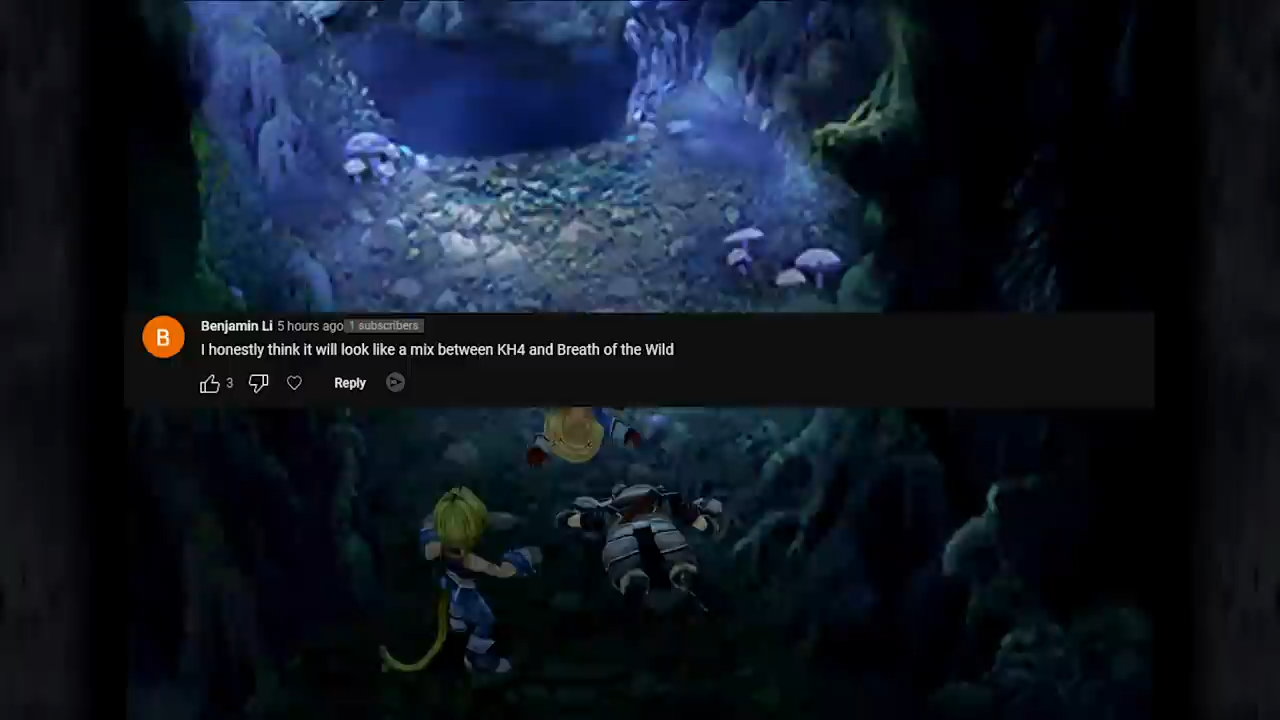 B
Benjamin Li 5 hours ago 1 subscribers
I honestly think it will look like a mix between KH4 and Breath of the Wild
3 Reply